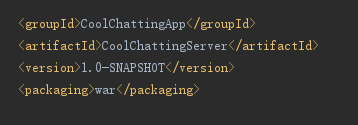 <groupId>CoolChattingApp</groupId>
<artifactId>CoolChattingServer</artifactId>
<version>1.0-SNAPSHOT</version>
<packaging>war</packaging>